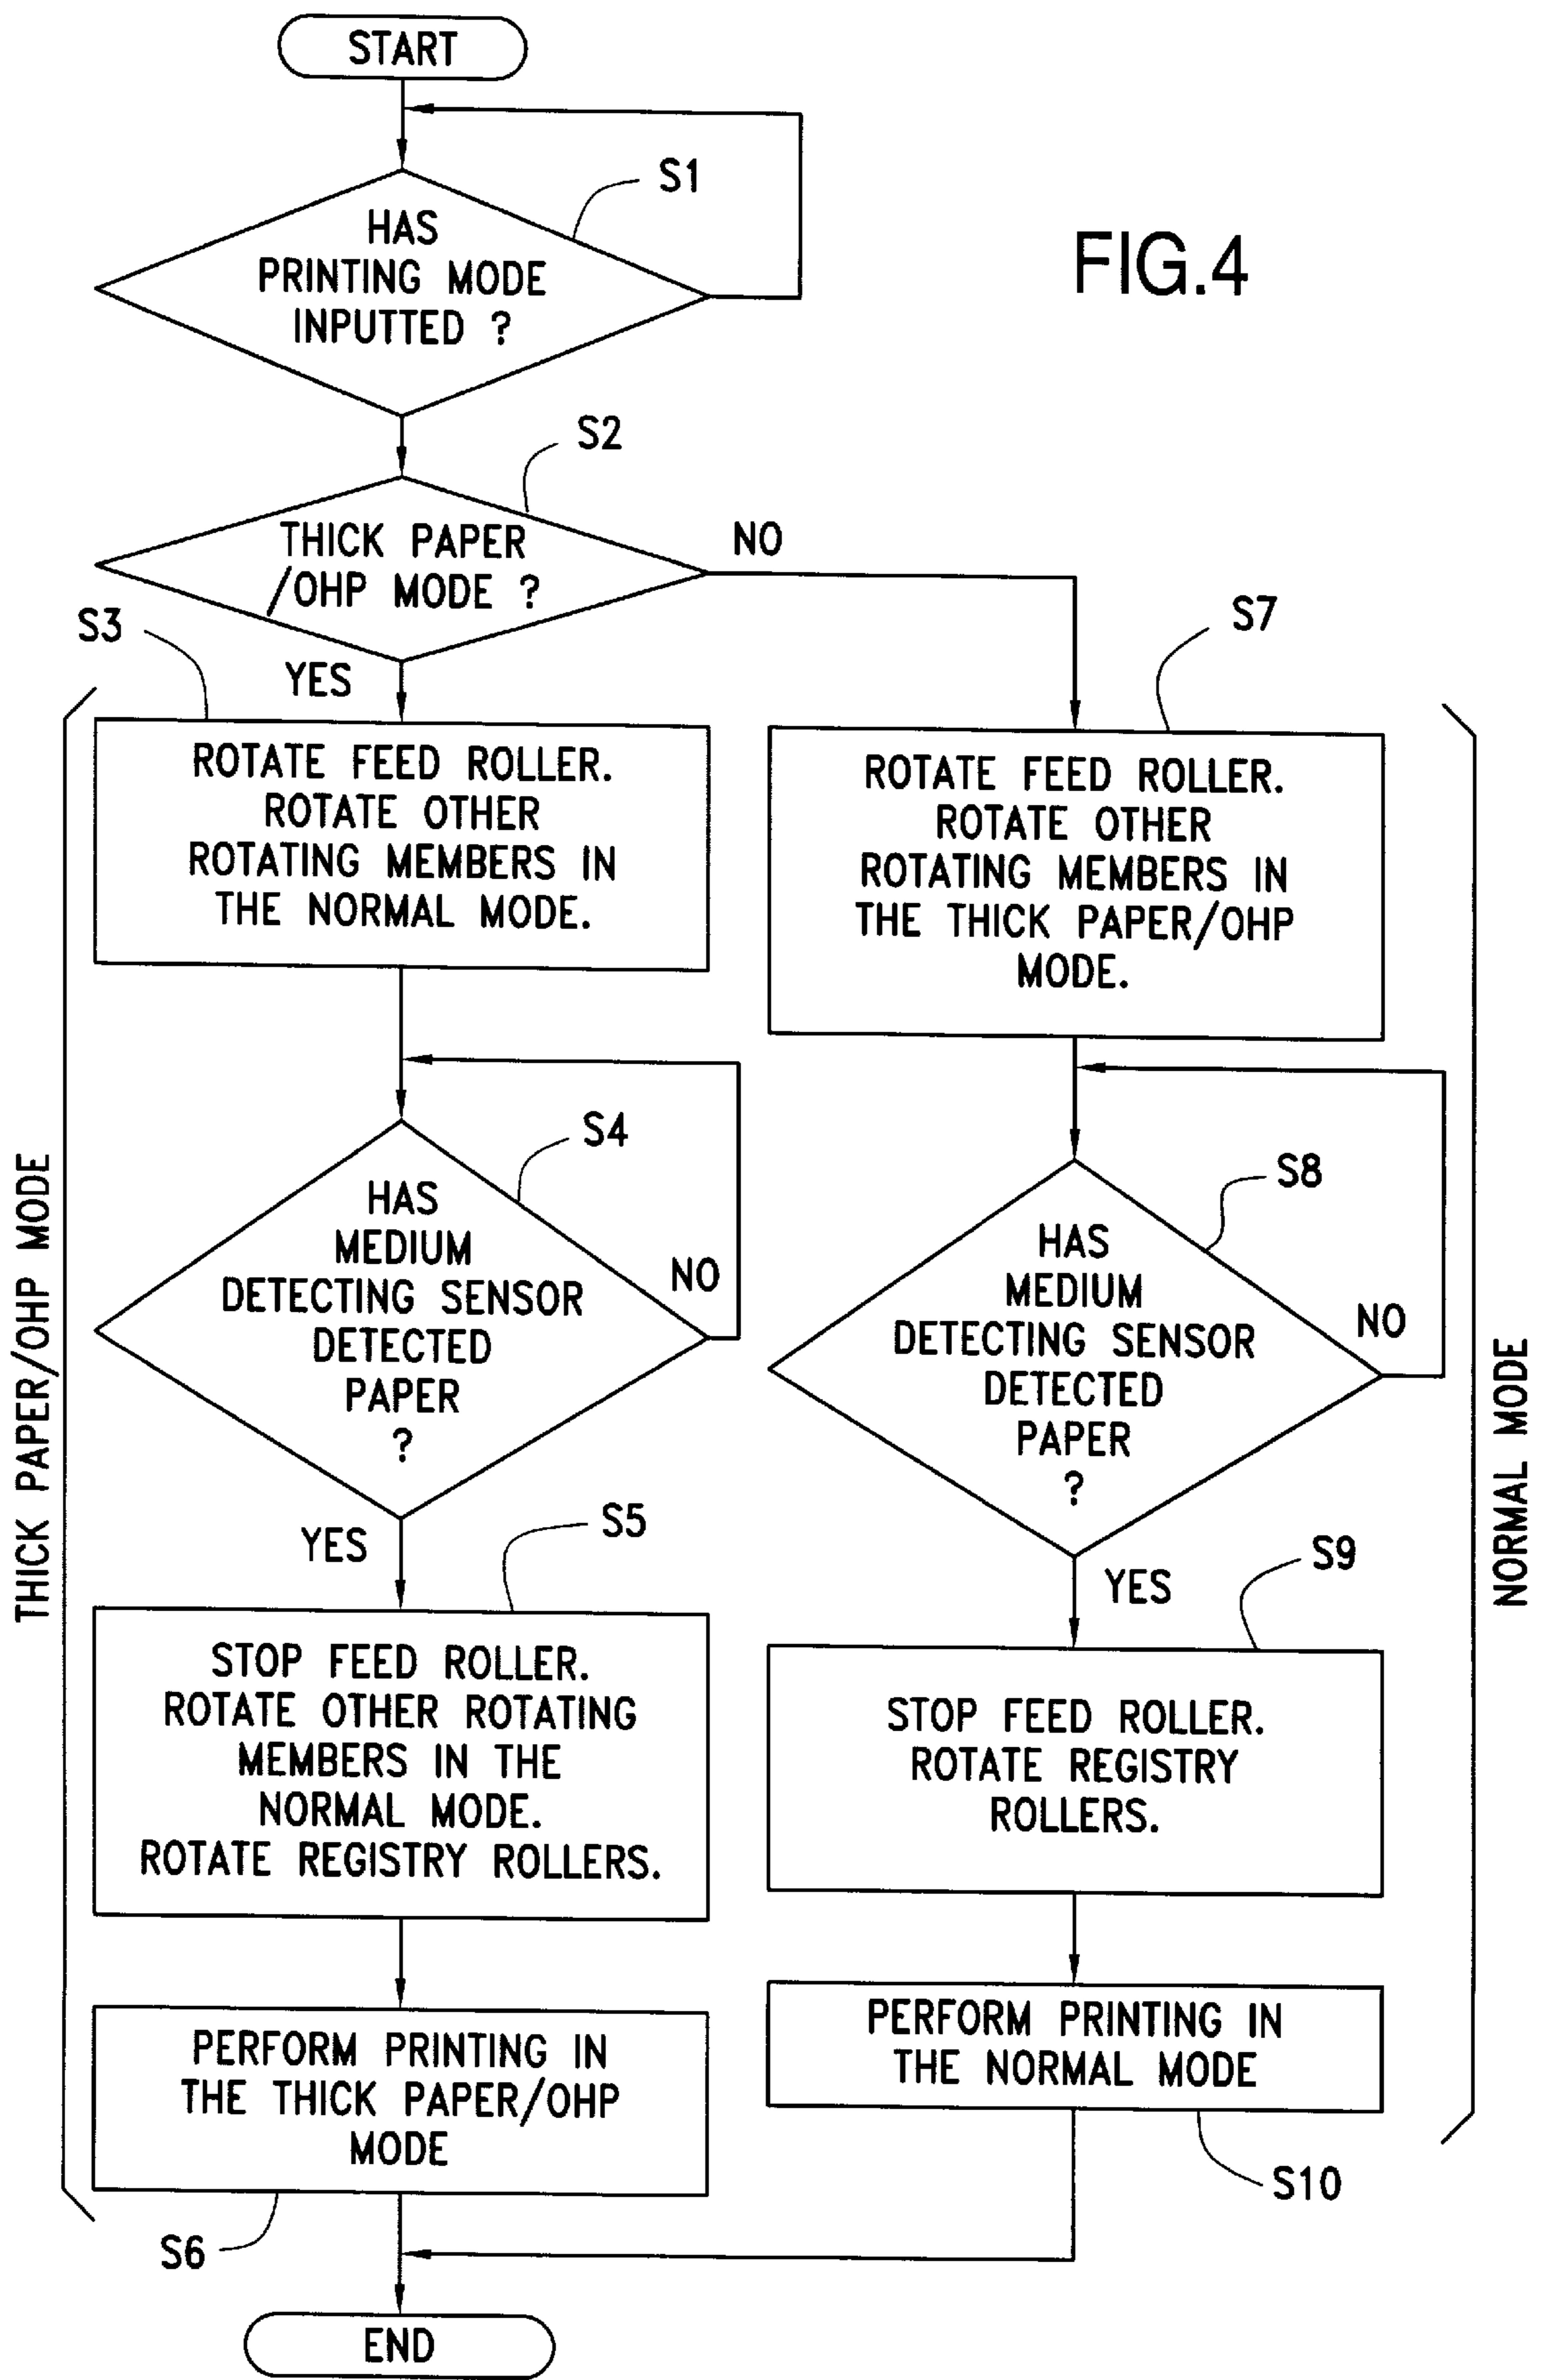 START
S1
HAS
PRINTING MODE
INPUTTED ?
FIG.4
S2
THICK PAPER
/OHP MODE ?
NO
YES
THICK PAPER/OHP MODE
S3
ROTATE FEED ROLLER.
ROTATE OTHER
ROTATING MEMBERS IN
THE NORMAL MODE.
S4
HAS
MEDIUM
DETECTING SENSOR
DETECTED
PAPER
?
NO
YES
S5
STOP FEED ROLLER.
ROTATE OTHER ROTATING
MEMBERS IN THE
NORMAL MODE.
ROTATE REGISTRY ROLLERS.
PERFORM PRINTING IN
THE THICK PAPER/OHP
MODE
S6
S7
ROTATE FEED ROLLER.
ROTATE OTHER
ROTATING MEMBERS IN
THE THICK PAPER/OHP
MODE.
S8
HAS
MEDIUM
DETECTING SENSOR
DETECTED
PAPER
?
NO
YES
S9
STOP FEED ROLLER.
ROTATE REGISTRY
ROLLERS.
PERFORM PRINTING IN
THE NORMAL MODE
S10
NORMAL MODE
END